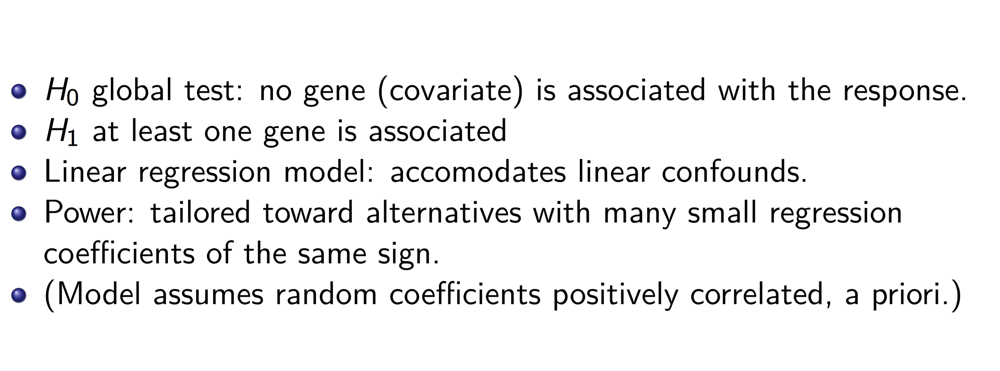 • H₀ global test: no gene (covariate) is associated with the response.
• H₁ at least one gene is associated
• Linear regression model: accomodates linear confounds.
• Power: tailored toward alternatives with many small regression
coefficients of the same sign.
• (Model assumes random coefficients positively correlated, a priori.)